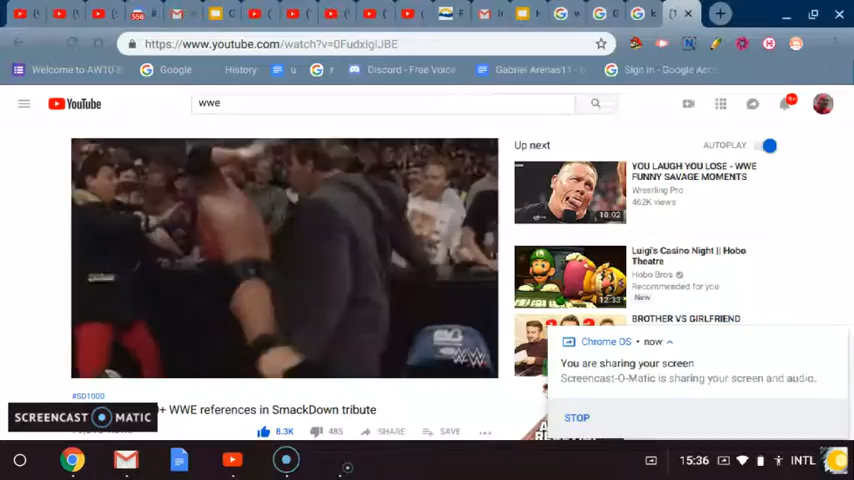 556
https://www.youtube.com/watch?v=0FudxigIJBE
Welcome to AW10
Google
History
u
r
Discord - Free Voice
Gabriel Arenas11 -
Sign in - Google Acc
YouTube
wwe
9+
Up next
AUTOPLAY
YOU LAUGH YOU LOSE - WWE
FUNNY SAVAGE MOMENTS
Wrestling Pro
462K views
10:02
Luigi's Casino Night || Hobo
Theatre
Hobo Bros
Recommended for you
New
12:33
BROTHER VS GIRLFRIEND
Chrome OS • now
You are sharing your screen
Screencast-O-Matic is sharing your screen and audio.
STOP
#SD1000
0+ WWE references in SmackDown tribute
8.3K
485
SHARE
SAVE
SCREENCAST O MATIC
15:36
INTL